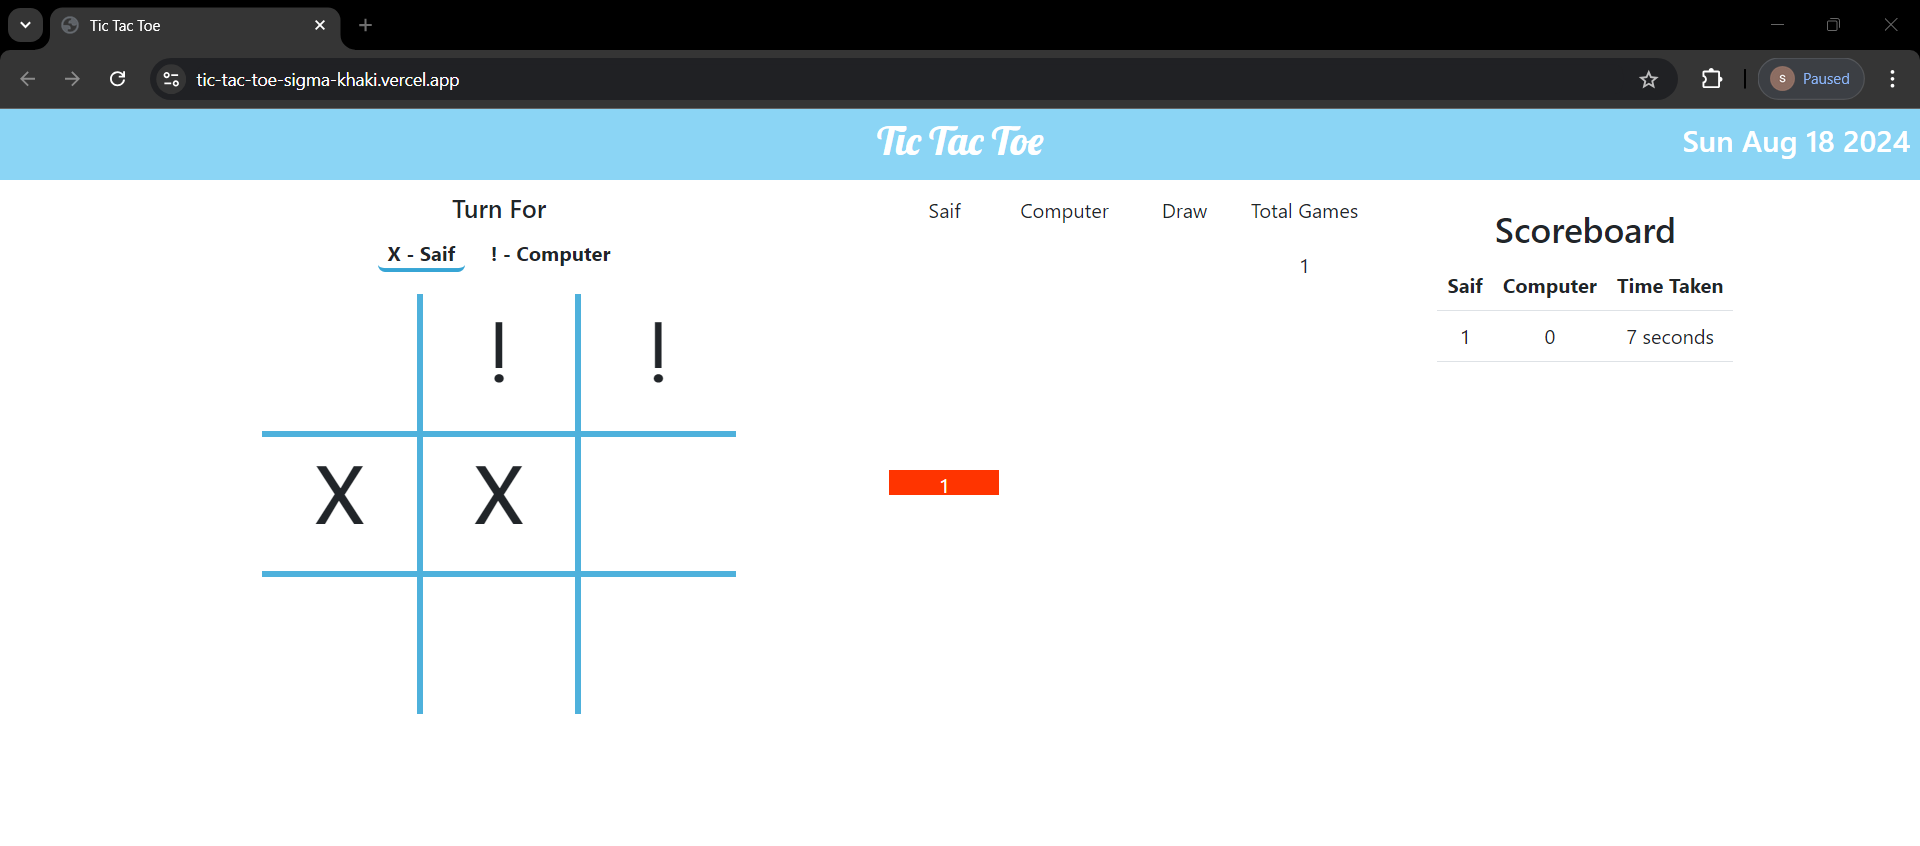 Tic Tac Toe
tic-tac-toe-sigma-khaki.vercel.app
S
Paused
Tic Tac Toe
Sun Aug 18 2024
Turn For
X - Saif
! - Computer
! !
X X
Saif Computer Draw Total Games
1
1
Scoreboard
Saif Computer Time Taken
1 0 7 seconds